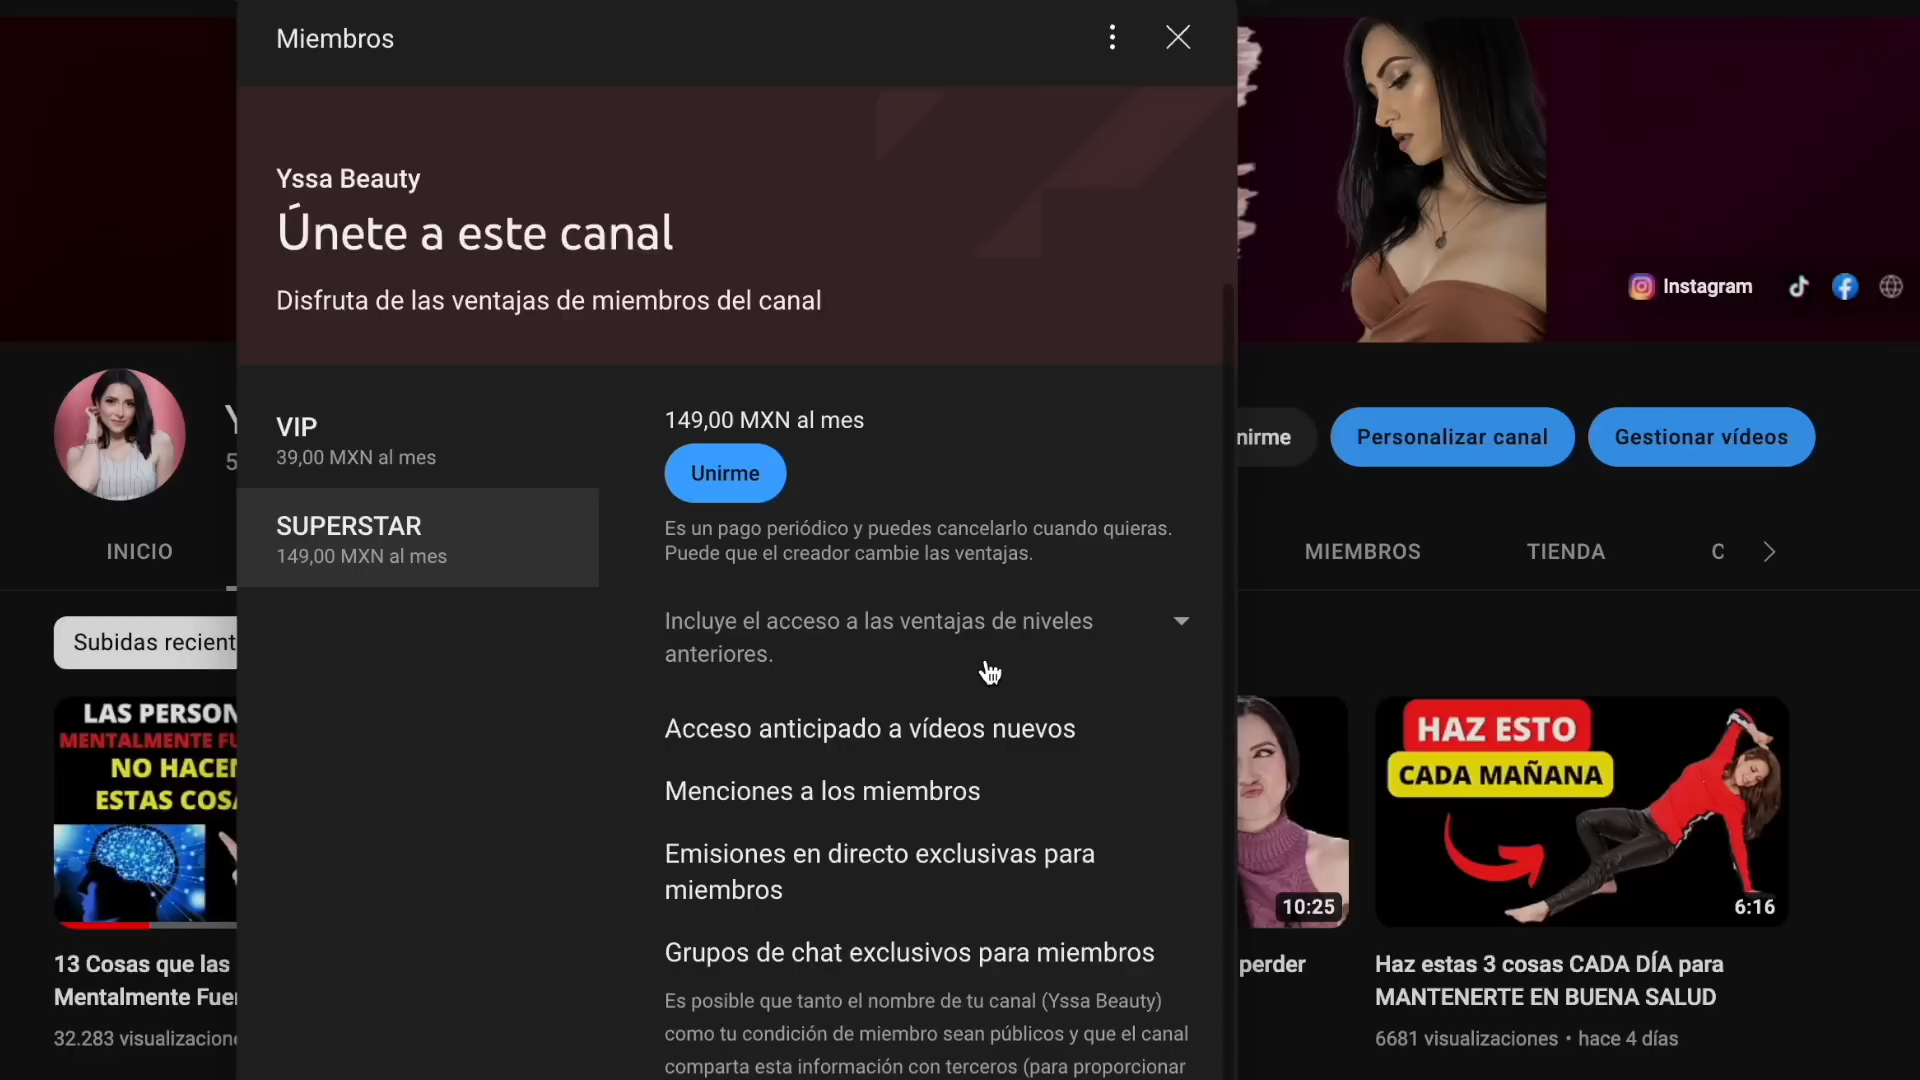 Miembros
Yssa Beauty
Únete a este canal
Disfruta de las ventajas de miembros del canal
Instagram
VIP
39,00 MXN al mes
SUPERSTAR
149,00 MXN al mes
149,00 MXN al mes
Unirme
Es un pago periódico y puedes cancelarlo cuando quieras.
Puede que el creador cambie las ventajas.
Incluye el acceso a las ventajas de niveles
anteriores.
Acceso anticipado a vídeos nuevos
Menciones a los miembros
Emisiones en directo exclusivas para
miembros
Grupos de chat exclusivos para miembros
Es posible que tanto el nombre de tu canal (Yssa Beauty)
como tu condición de miembro sean públicos y que el canal
comparta esta información con terceros (para proporcionar
nirme
Personalizar canal
Gestionar vídeos
INICIO
MIEMBROS
TIENDA
C
Subidas recient
LAS PERSON
MENTALMENTE FU
NO HACEN
ESTAS COSA
13 Cosas que las
Mentalmente Fue
32.283 visualizacion
10:25
perder
HAZ ESTO
CADA MAÑANA
6:16
Haz estas 3 cosas CADA DÍA para
MANTENERTE EN BUENA SALUD
6681 visualizaciones • hace 4 días